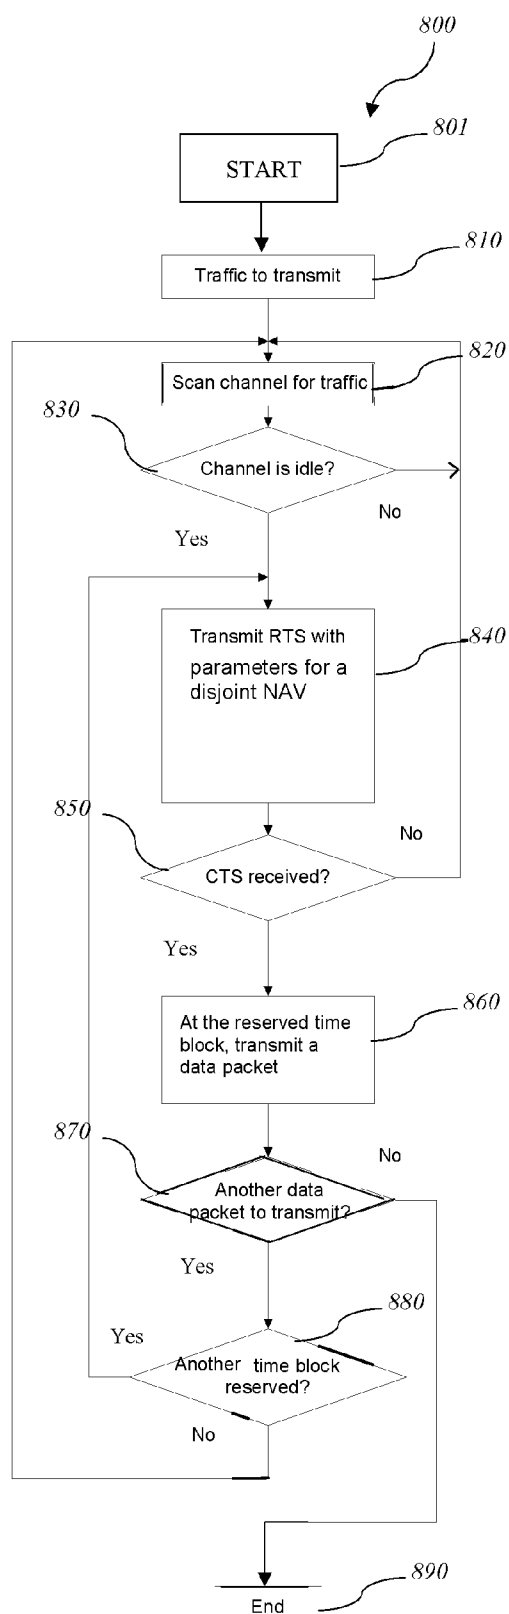 800
801
START
810
Traffic to transmit
820
Scan channel for traffic
830
Channel is idle?
No
Yes
840
Transmit RTS with
parameters for a
disjoint NAV
850
No
CTS received?
Yes
860
At the reserved time
block, transmit a
data packet
870
No
Another data
packet to transmit?
Yes
880
Yes
Another time block
reserved?
No
890
End